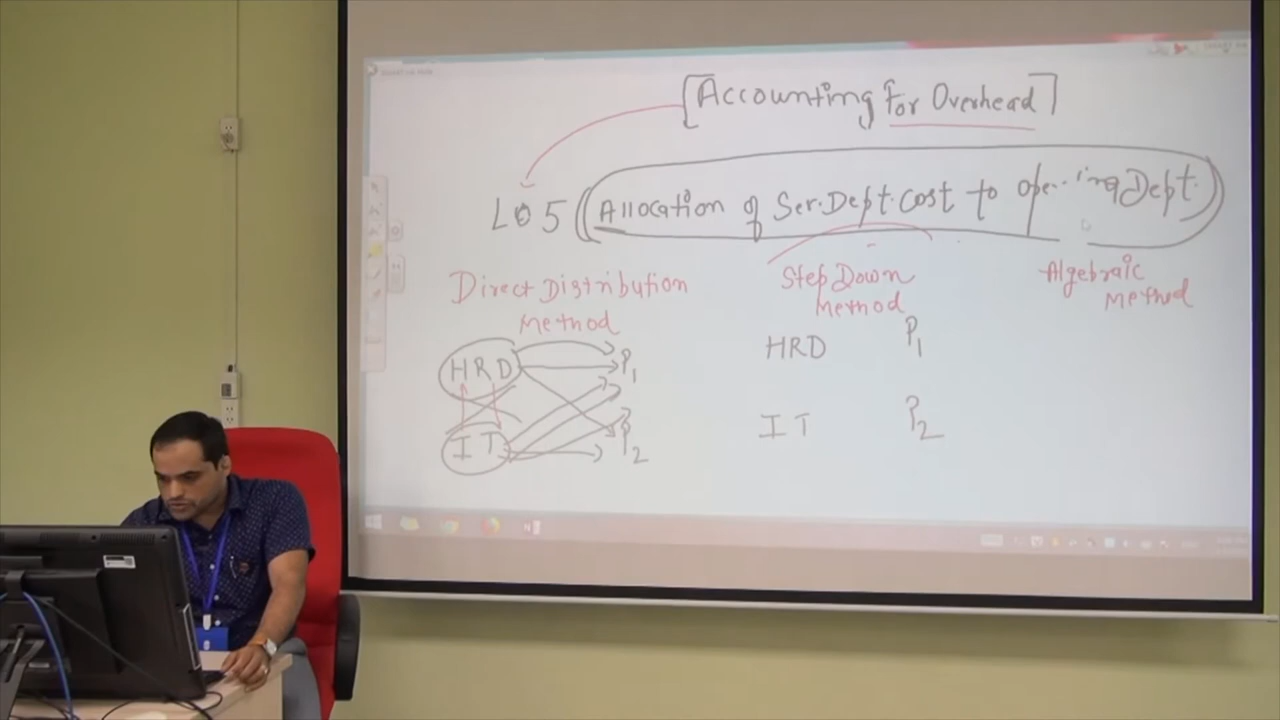 [Accounting For Overhead]
LO5 (Allocation of Ser. Dept. Cost to Dept.)
Direct Distribution Method
Step Down Method
Algebraic Method
HRD P1
IT P2
HRD P1
IT P2